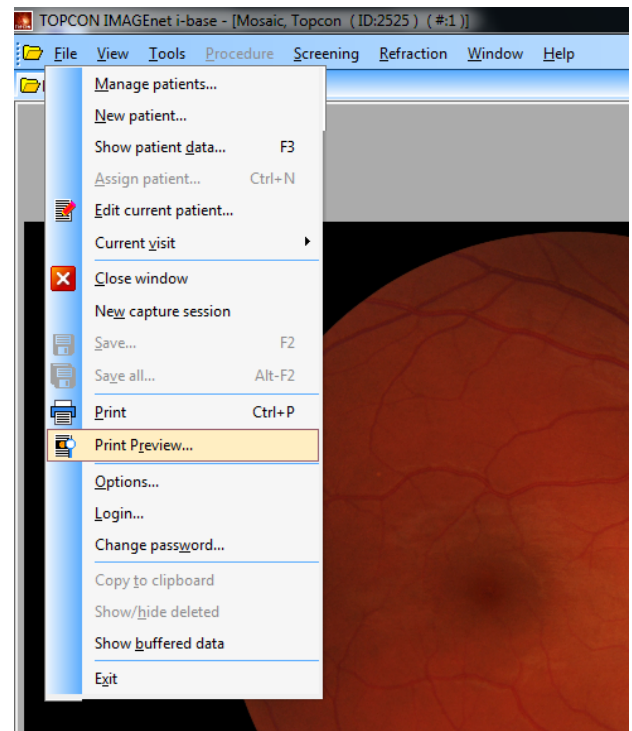 TOPCON IMAGEnet i-base - [Mosaic, Topcon ( ID:2525 ) ( #:1 )]
File View Tools Procedure Screening Refraction Window Help
Manage patients...
New patient...
Show patient data... F3
Assign patient... Ctrl+N
Edit current patient...
Current visit
Close window
New capture session
Save... F2
Save all... Alt-F2
Print Ctrl+P
Print Preview...
Options...
Login...
Change password...
Copy to clipboard
Show/hide deleted
Show buffered data
Exit